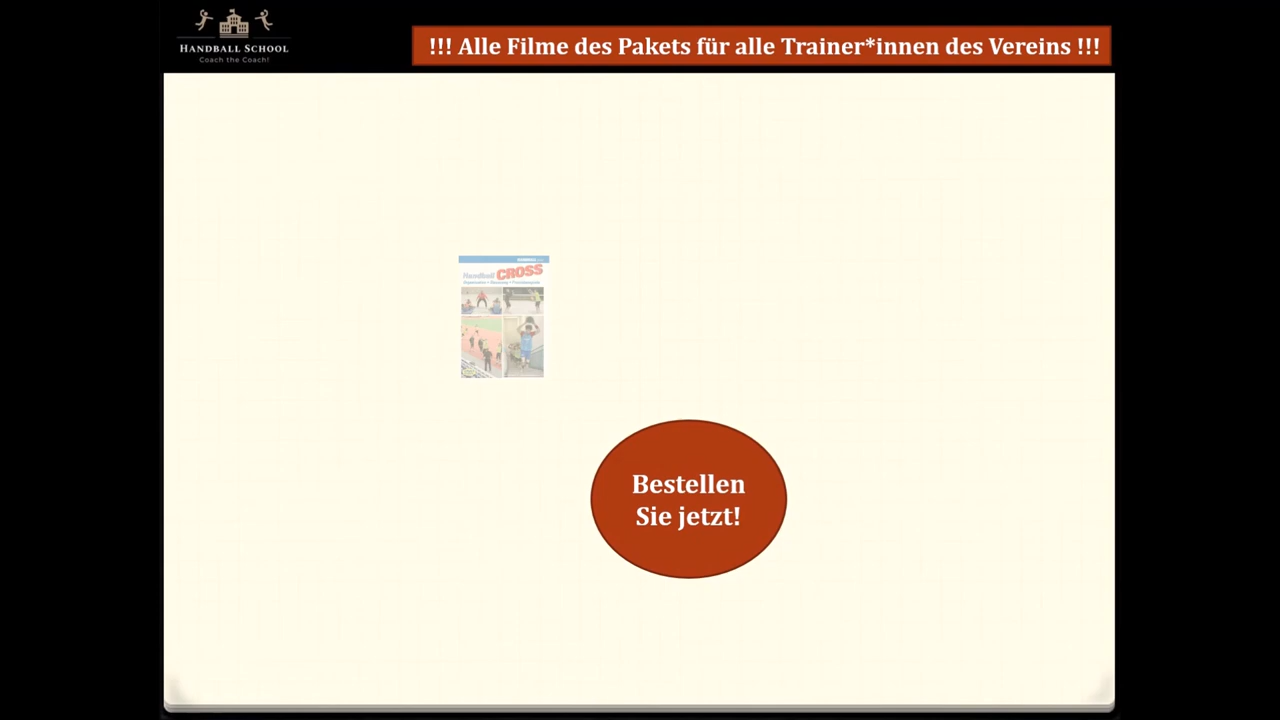 HANDBALL SCHOOL
Coach the Coach!
!!! Alle Filme des Pakets für alle Trainer*innen des Vereins !!!
Handball CROSS
Bestellen
Sie jetzt!